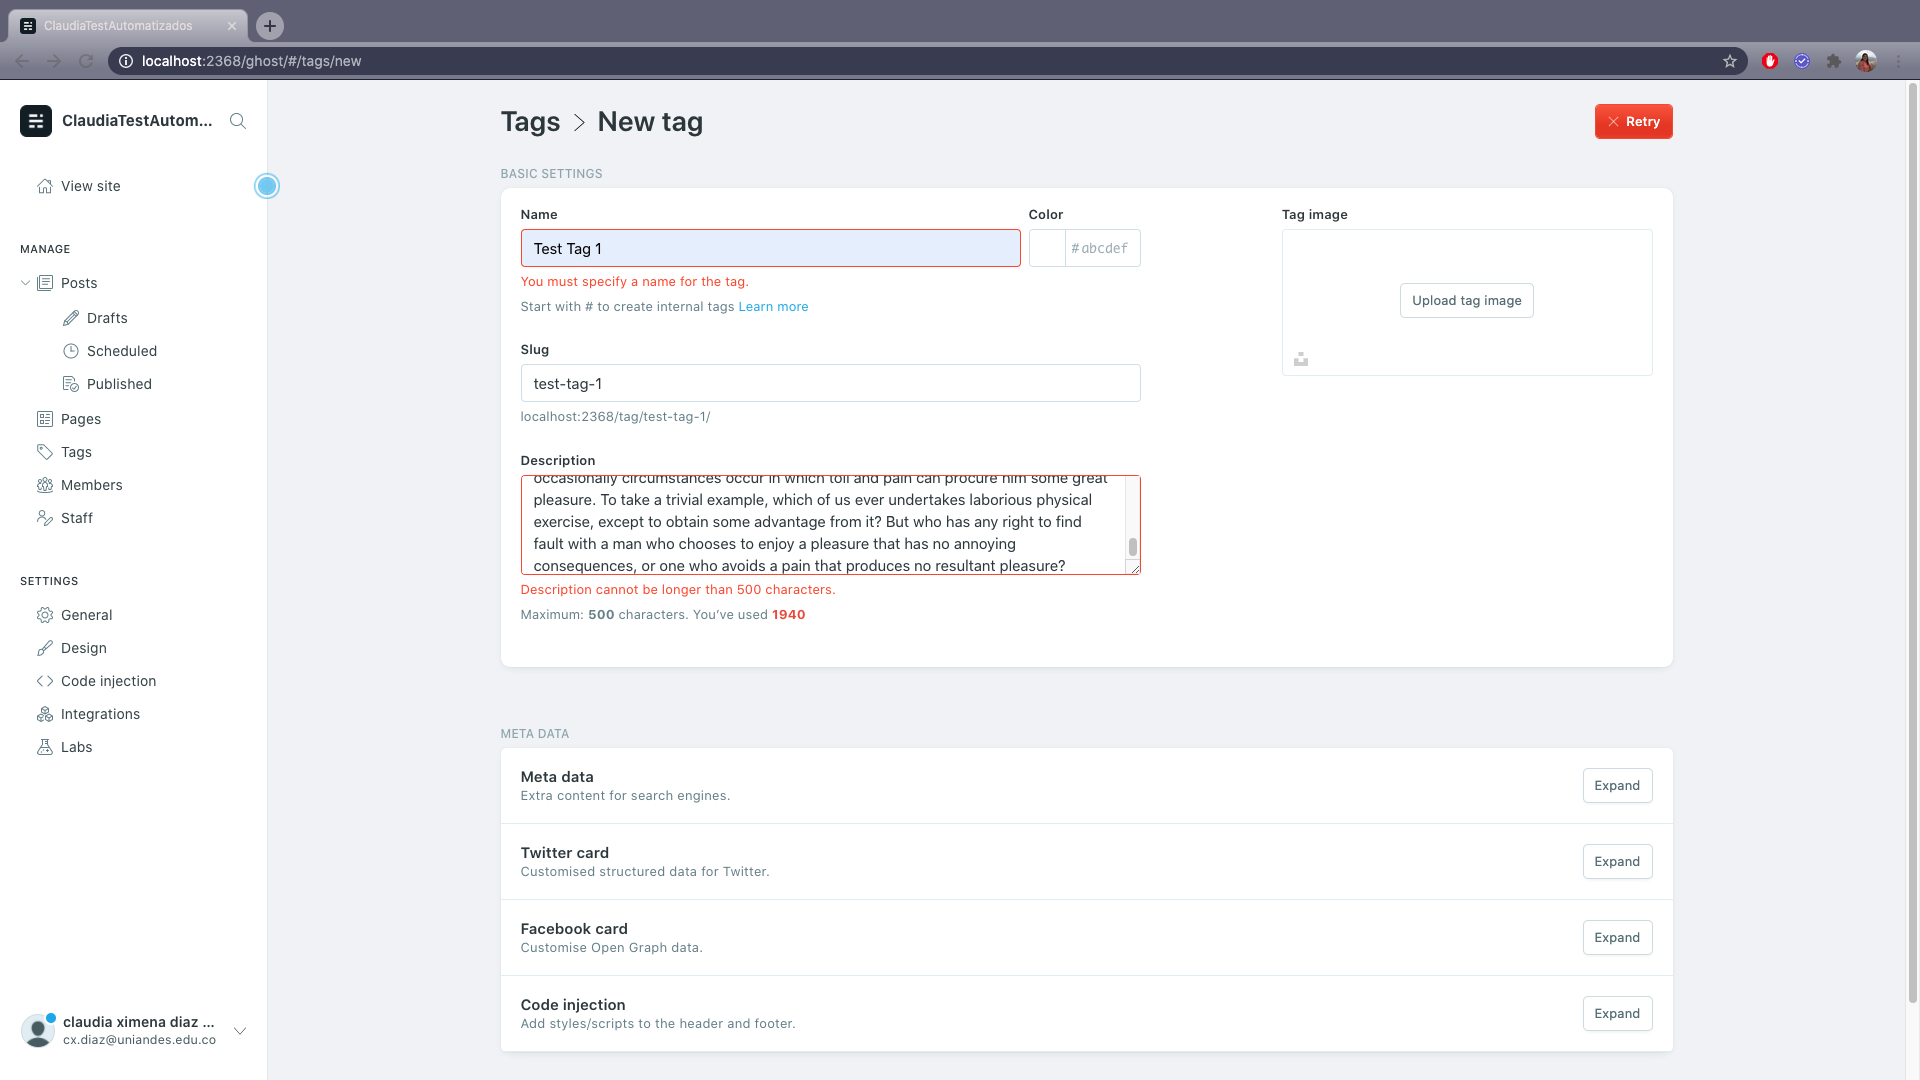 ClaudiaTestAutomatizados
localhost:2368/ghost/#/tags/new
ClaudiaTestAutom...
View site
MANAGE
Posts
Drafts
Scheduled
Published
Pages
Tags
Members
Staff
SETTINGS
General
Design
Code injection
Integrations
Labs
claudia ximena diaz ...
cx.diaz@uniandes.edu.co
Tags > New tag
Retry
BASIC SETTINGS
Name
Test Tag 1
You must specify a name for the tag.
Start with # to create internal tags Learn more
Color
#abcdef
Slug
test-tag-1
localhost:2368/tag/test-tag-1/
Description
occasionally circumstances occur in which toil and pain can procure him some great
pleasure. To take a trivial example, which of us ever undertakes laborious physical
exercise, except to obtain some advantage from it? But who has any right to find
fault with a man who chooses to enjoy a pleasure that has no annoying
consequences, or one who avoids a pain that produces no resultant pleasure?
Description cannot be longer than 500 characters.
Maximum: 500 characters. You’ve used 1940
Tag image
Upload tag image
META DATA
Meta data
Extra content for search engines.
Expand
Twitter card
Customised structured data for Twitter.
Expand
Facebook card
Customise Open Graph data.
Expand
Code injection
Add styles/scripts to the header and footer.
Expand